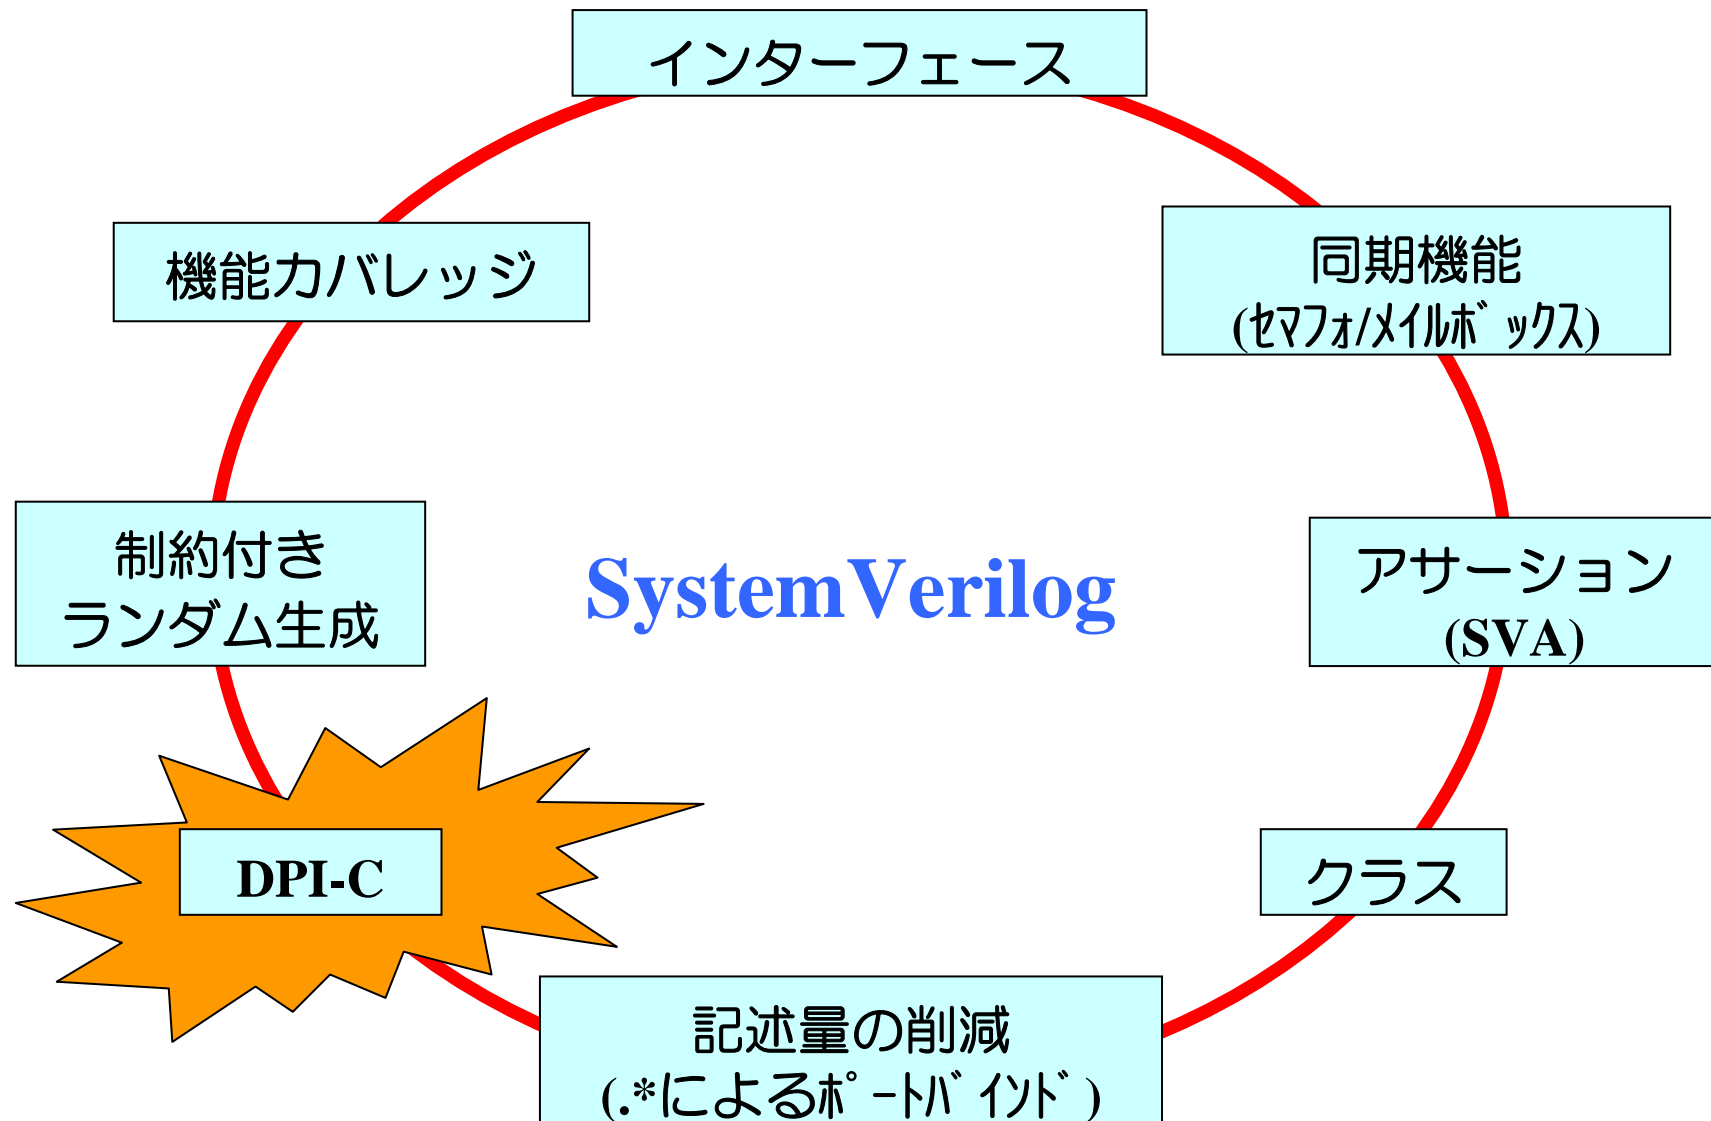 インターフェース
機能カバレッジ
同期機能
(ｾﾏﾌｫ/ﾒｲﾙﾎﾞｯｸｽ)
制約付き
ランダム生成
SystemVerilog
アサーション
(SVA)
DPI-C
クラス
記述量の削減
(.*によるﾎﾟｰﾄﾊﾞｲﾝﾄﾞ)